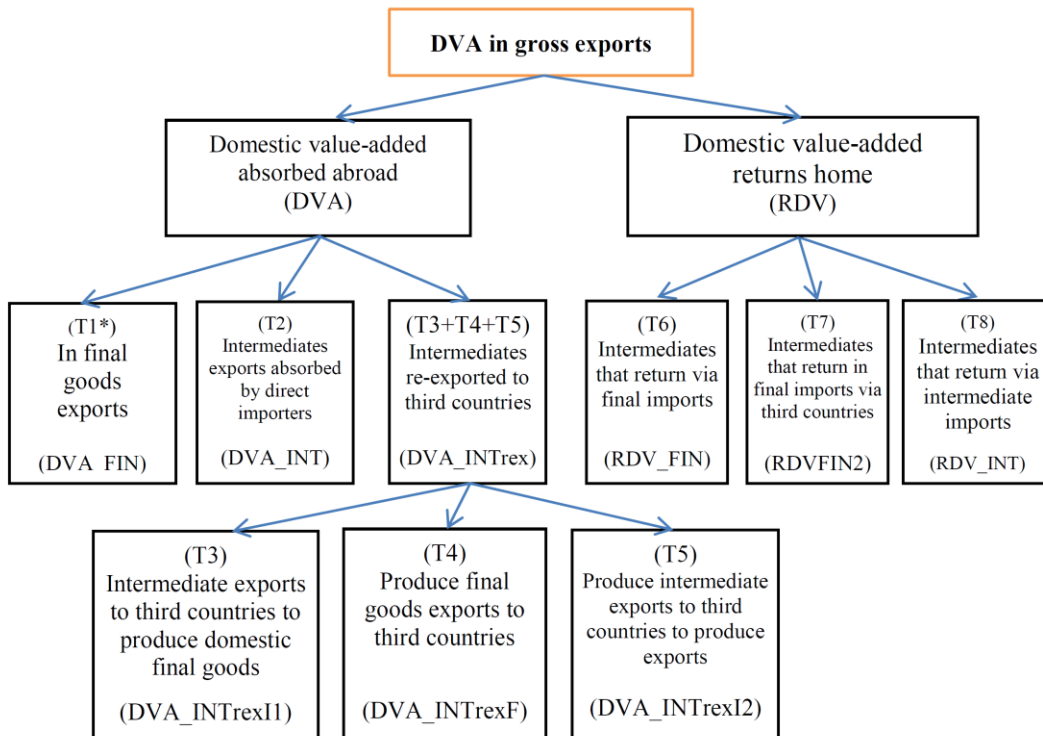 DVA in gross exports
Domestic value-added
absorbed abroad
(DVA)
Domestic value-added
returns home
(RDV)
(T1*)
In final
goods
exports
(DVA_FIN)
(T2)
Intermediates
exports absorbed
by direct
importers
(DVA_INT)
(T3+T4+T5)
Intermediates
re-exported to
third countries
(DVA_INTrex)
(T6)
Intermediates
that return via
final imports
(RDV_FIN)
(T7)
Intermediates
that return in
final imports via
third countries
(RDVFIN2)
(T8)
Intermediates
that return via
intermediate
imports
(RDV_INT)
(T3)
Intermediate exports
to third countries to
produce domestic
final goods
(DVA_INTrexI1)
(T4)
Produce final
goods exports to
third countries
(DVA_INTrexF)
(T5)
Produce intermediate
exports to third
countries to produce
exports
(DVA_INTrexI2)